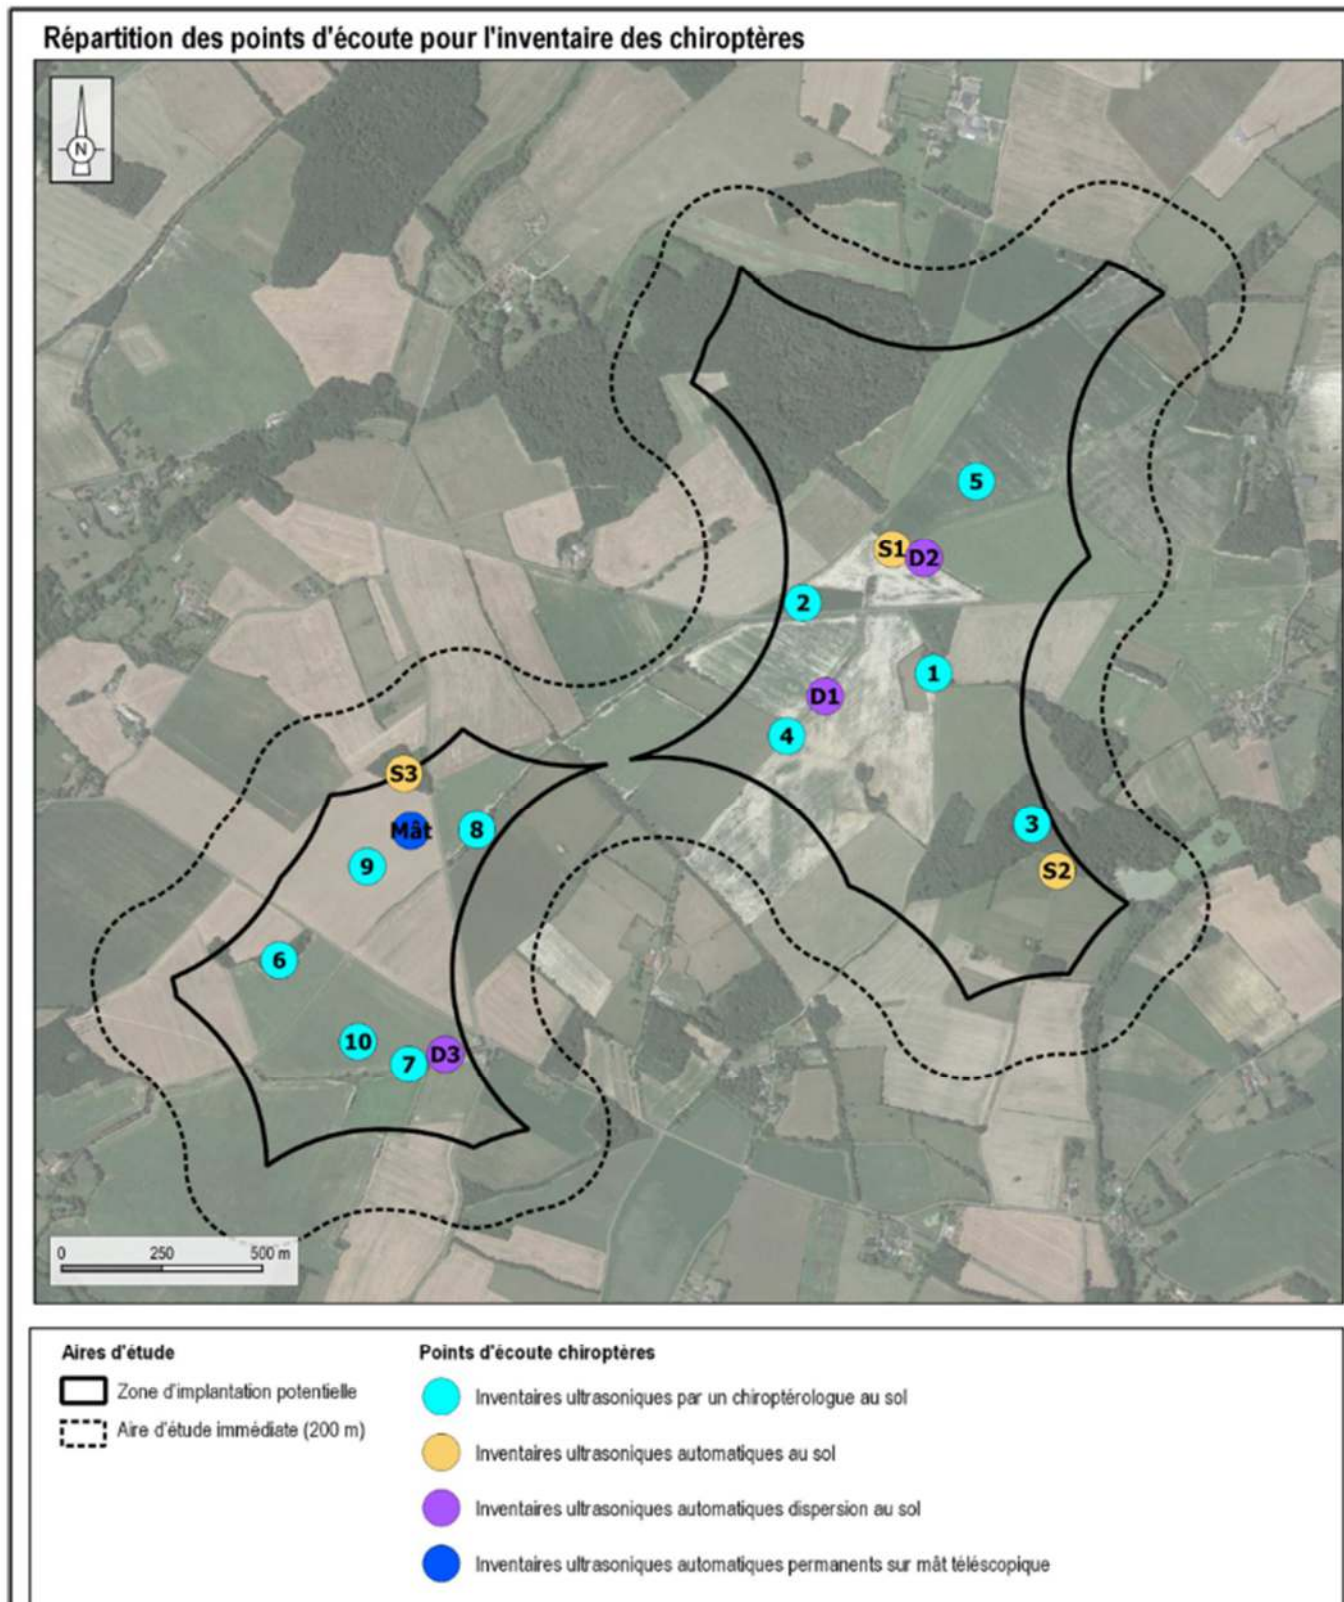 Répartition des points d'écoute pour l'inventaire des chiroptères
N
5
S1
D2
2
1
D1
4
S3
Mât
8
3
9
S2
6
10
7
D3
0 250 500 m
Aires d'étude
Zone d'implantation potentielle
Aire d'étude immédiate (200 m)
Points d'écoute chiroptères
Inventaires ultrasoniques par un chiroptérologue au sol
Inventaires ultrasoniques automatiques au sol
Inventaires ultrasoniques automatiques dispersion au sol
Inventaires ultrasoniques automatiques permanents sur mât téléscopique